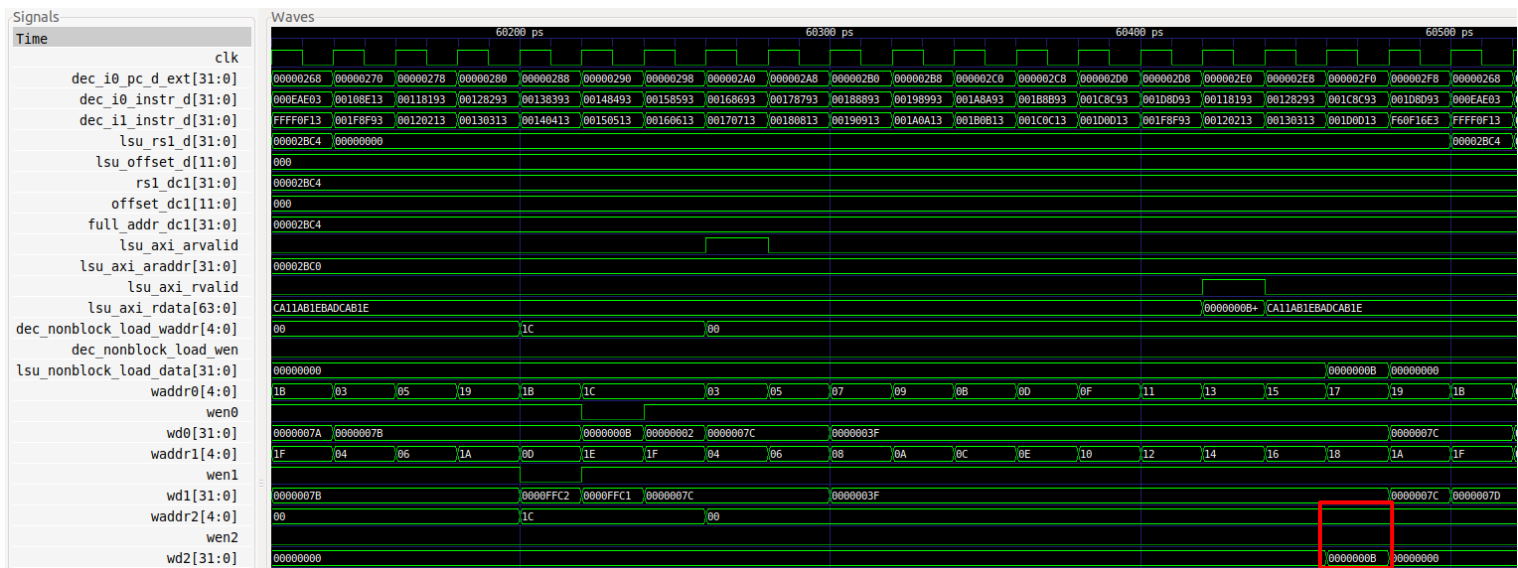 Signals Waves
Time 60200 ps 60300 ps 60400 ps 60500 ps
clk
dec_i0_pc_d_ext[31:0] 00000268 00000270 00000278 00000280 00000288 00000290 00000298 000002A0 000002A8 000002B0 000002B8 000002C0 000002C8 000002D0 000002D8 000002E0 000002E8 000002F0 000002F8 00000268
dec_i0_instr_d[31:0] 000EAE03 00108E13 00118193 00128293 00138393 00148493 00158593 00168693 00178793 00188893 00198993 001A8A93 001B8B93 001C8C93 001D8D93 00118193 00128293 001C8C93 001D8D93 000EAE03
dec_i1_instr_d[31:0] FFFF0F13 001F8F93 00120213 00130313 00140413 00150513 00160613 00170713 00180813 00190913 001A0A13 001B0B13 001C0C13 001D0D13 001F8F93 00120213 00130313 001D0D13 F60F16E3 FFFF0F13
lsu_rs1_d[31:0] 00002BC4 00000000 00002BC4
lsu_offset_d[11:0] 000
rs1_dc1[31:0] 00002BC4
offset_dc1[11:0] 000
full_addr_dc1[31:0] 00002BC4
lsu_axi_arvalid
lsu_axi_araddr[31:0] 00002BC0
lsu_axi_rvalid
lsu_axi_rdata[63:0] CA11AB1EBADCAB1E 0000000B+ CA11AB1EBADCAB1E
dec_nonblock_load_waddr[4:0] 00 1C 00
dec_nonblock_load_wen
lsu_nonblock_load_data[31:0] 00000000 0000000B 00000000
waddr0[4:0] 1B 03 05 19 1B 1C 03 05 07 09 0B 0D 0F 11 13 15 17 19 1B
wen0
wd0[31:0] 0000007A 0000007B 0000000B 00000002 0000007C 0000003F 0000007C
waddr1[4:0] 1F 04 06 1A 0D 1E 1F 04 06 08 0A 0C 0E 10 12 14 16 18 1A 1F
wen1
wd1[31:0] 0000007B 0000FFC2 0000FFC1 0000007C 0000003F 0000007C 0000007D
waddr2[4:0] 00 1C 00
wen2
wd2[31:0] 00000000 0000000B 00000000